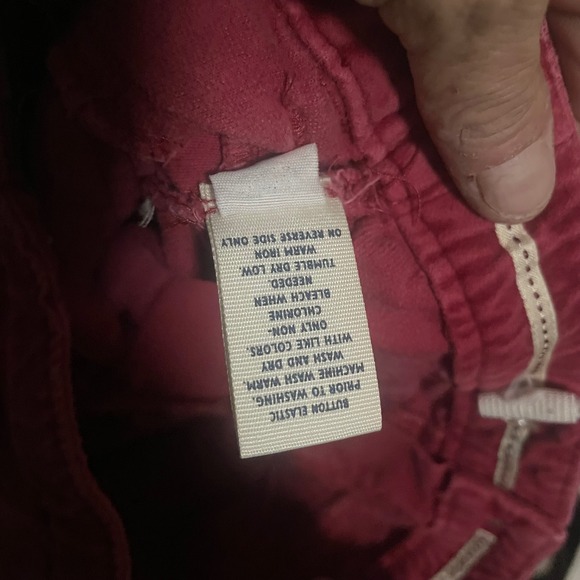 BUTTON ELASTIC
PRIOR TO WASHING
MACHINE WASH WARM,
WASH AND DRY
WITH LIKE COLORS.
ONLY NON-
CHLORINE
BLEACH WHEN
NEEDED.
TUMBLE DRY LOW.
WARM IRON
ON REVERSE SIDE ONLY